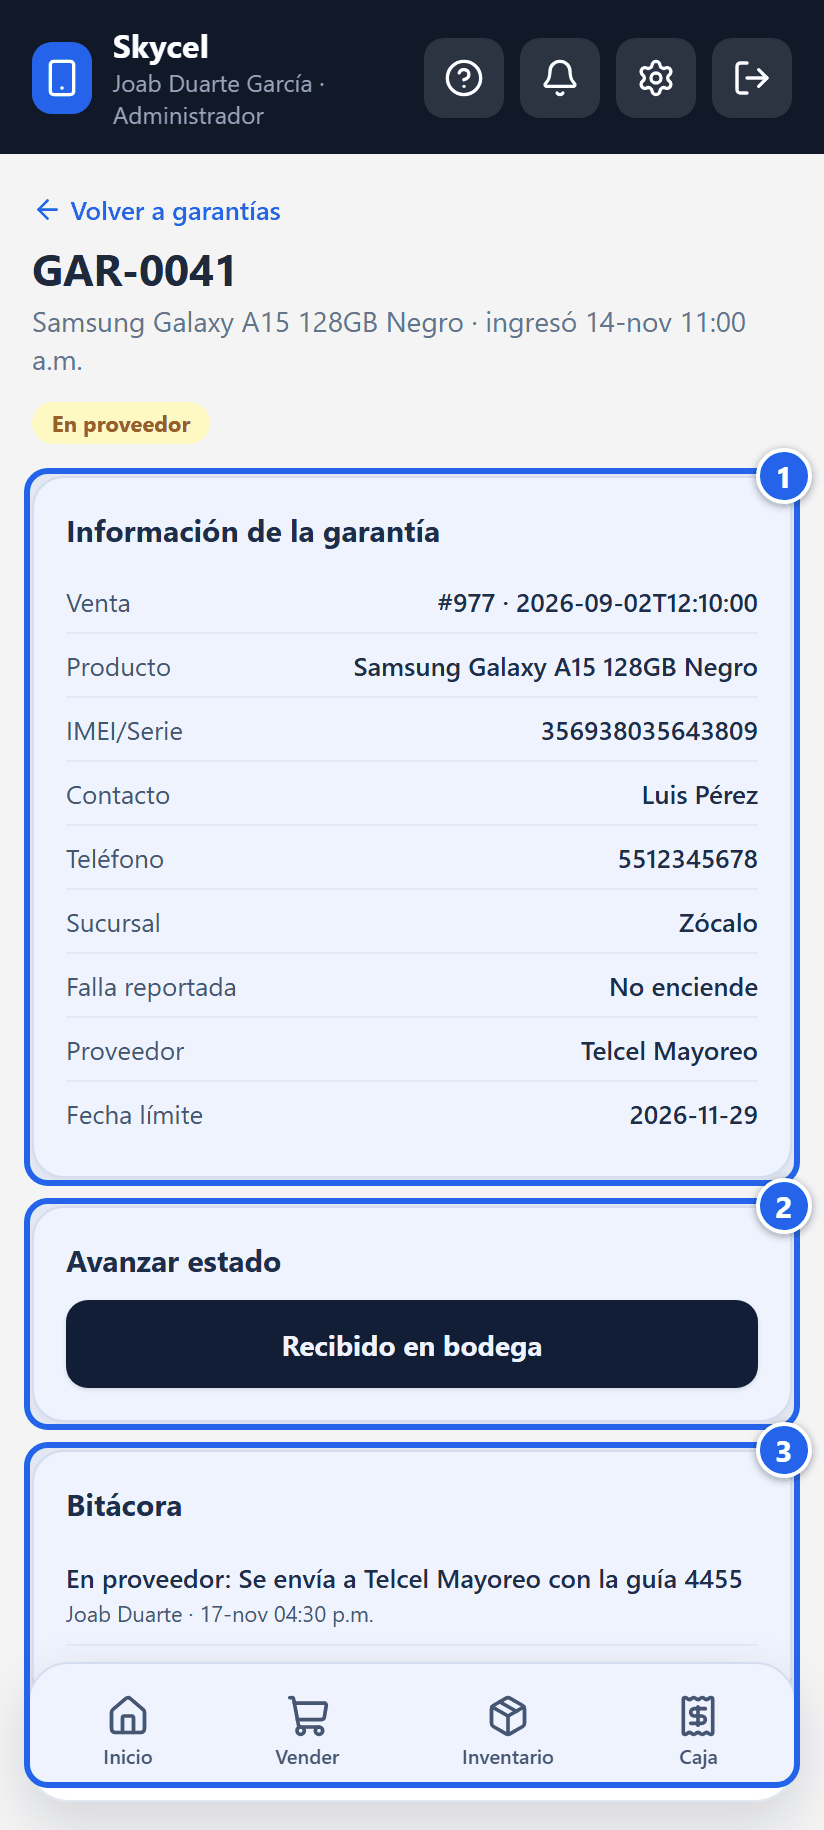 Skycel
Joab Duarte García ·
Administrador
Volver a garantías
GAR-0041
Samsung Galaxy A15 128GB Negro · ingresó 14-nov 11:00
a.m.
En proveedor
1
Información de la garantía
Venta #977 · 2026-09-02T12:10:00
Producto Samsung Galaxy A15 128GB Negro
IMEI/Serie 356938035643809
Contacto Luis Pérez
Teléfono 5512345678
Sucursal Zócalo
Falla reportada No enciende
Proveedor Telcel Mayoreo
Fecha límite 2026-11-29
2
Avanzar estado
Recibido en bodega
3
Bitácora
En proveedor: Se envía a Telcel Mayoreo con la guía 4455
Joab Duarte · 17-nov 04:30 p.m.
Inicio Vender Inventario Caja